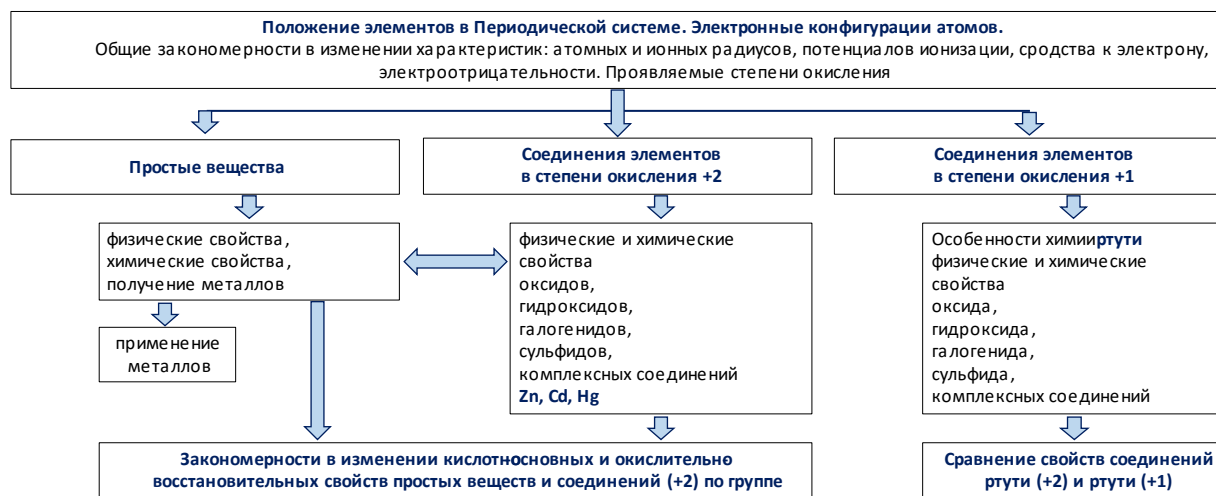 Положение элементов в Периодической системе. Электронные конфигурации атомов.
Общие закономерности в изменении характеристик: атомных и ионных радиусов, потенциалов ионизации, сродства к электрону,
электроотрицательности. Проявляемые степени окисления
Простые вещества
Соединения элементов
в степени окисления +2
Соединения элементов
в степени окисления +1
физические свойства,
химические свойства,
получение металлов
применение
металлов
физические и химические
свойства
оксидов,
гидроксидов,
галогенидов,
сульфидов,
комплексных соединений
Zn, Cd, Hg
Особенности химииртути
физические и химические
свойства
оксида,
гидроксида,
галогенида,
сульфида,
комплексных соединений
Закономерности в изменении кислотно-основных и окислительно-
восстановительных свойств простых веществ и соединений (+2) по группе
Сравнение свойств соединений
ртути (+2) и ртути (+1)